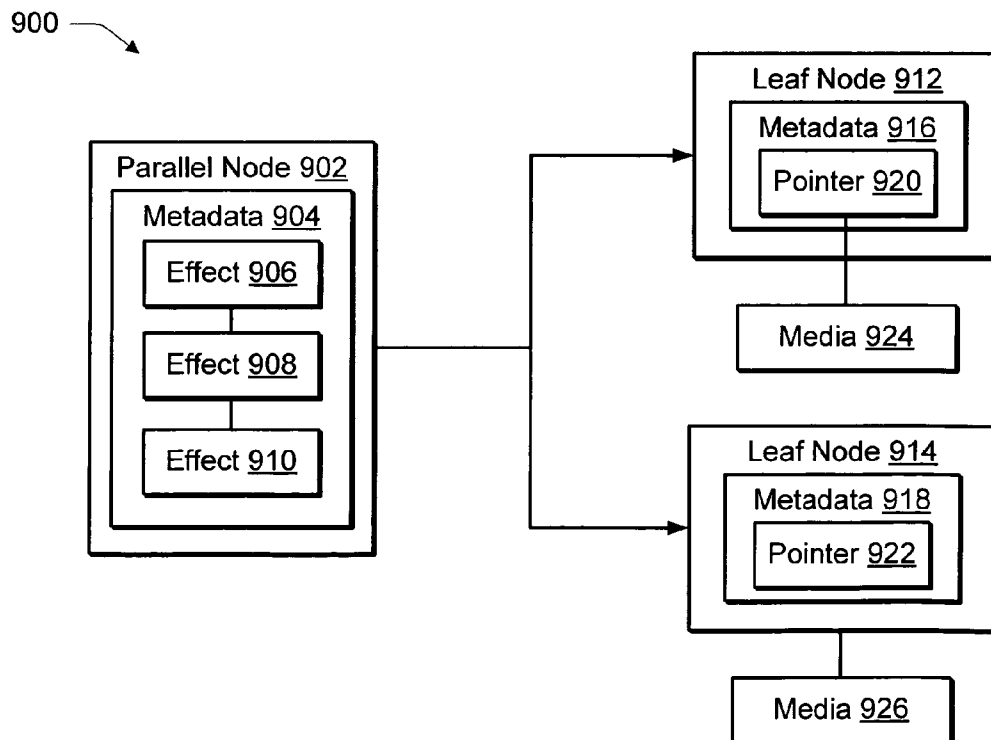 900
Parallel Node 902
Metadata 904
Effect 906
Effect 908
Effect 910
Leaf Node 912
Metadata 916
Pointer 920
Media 924
Leaf Node 914
Metadata 918
Pointer 922
Media 926